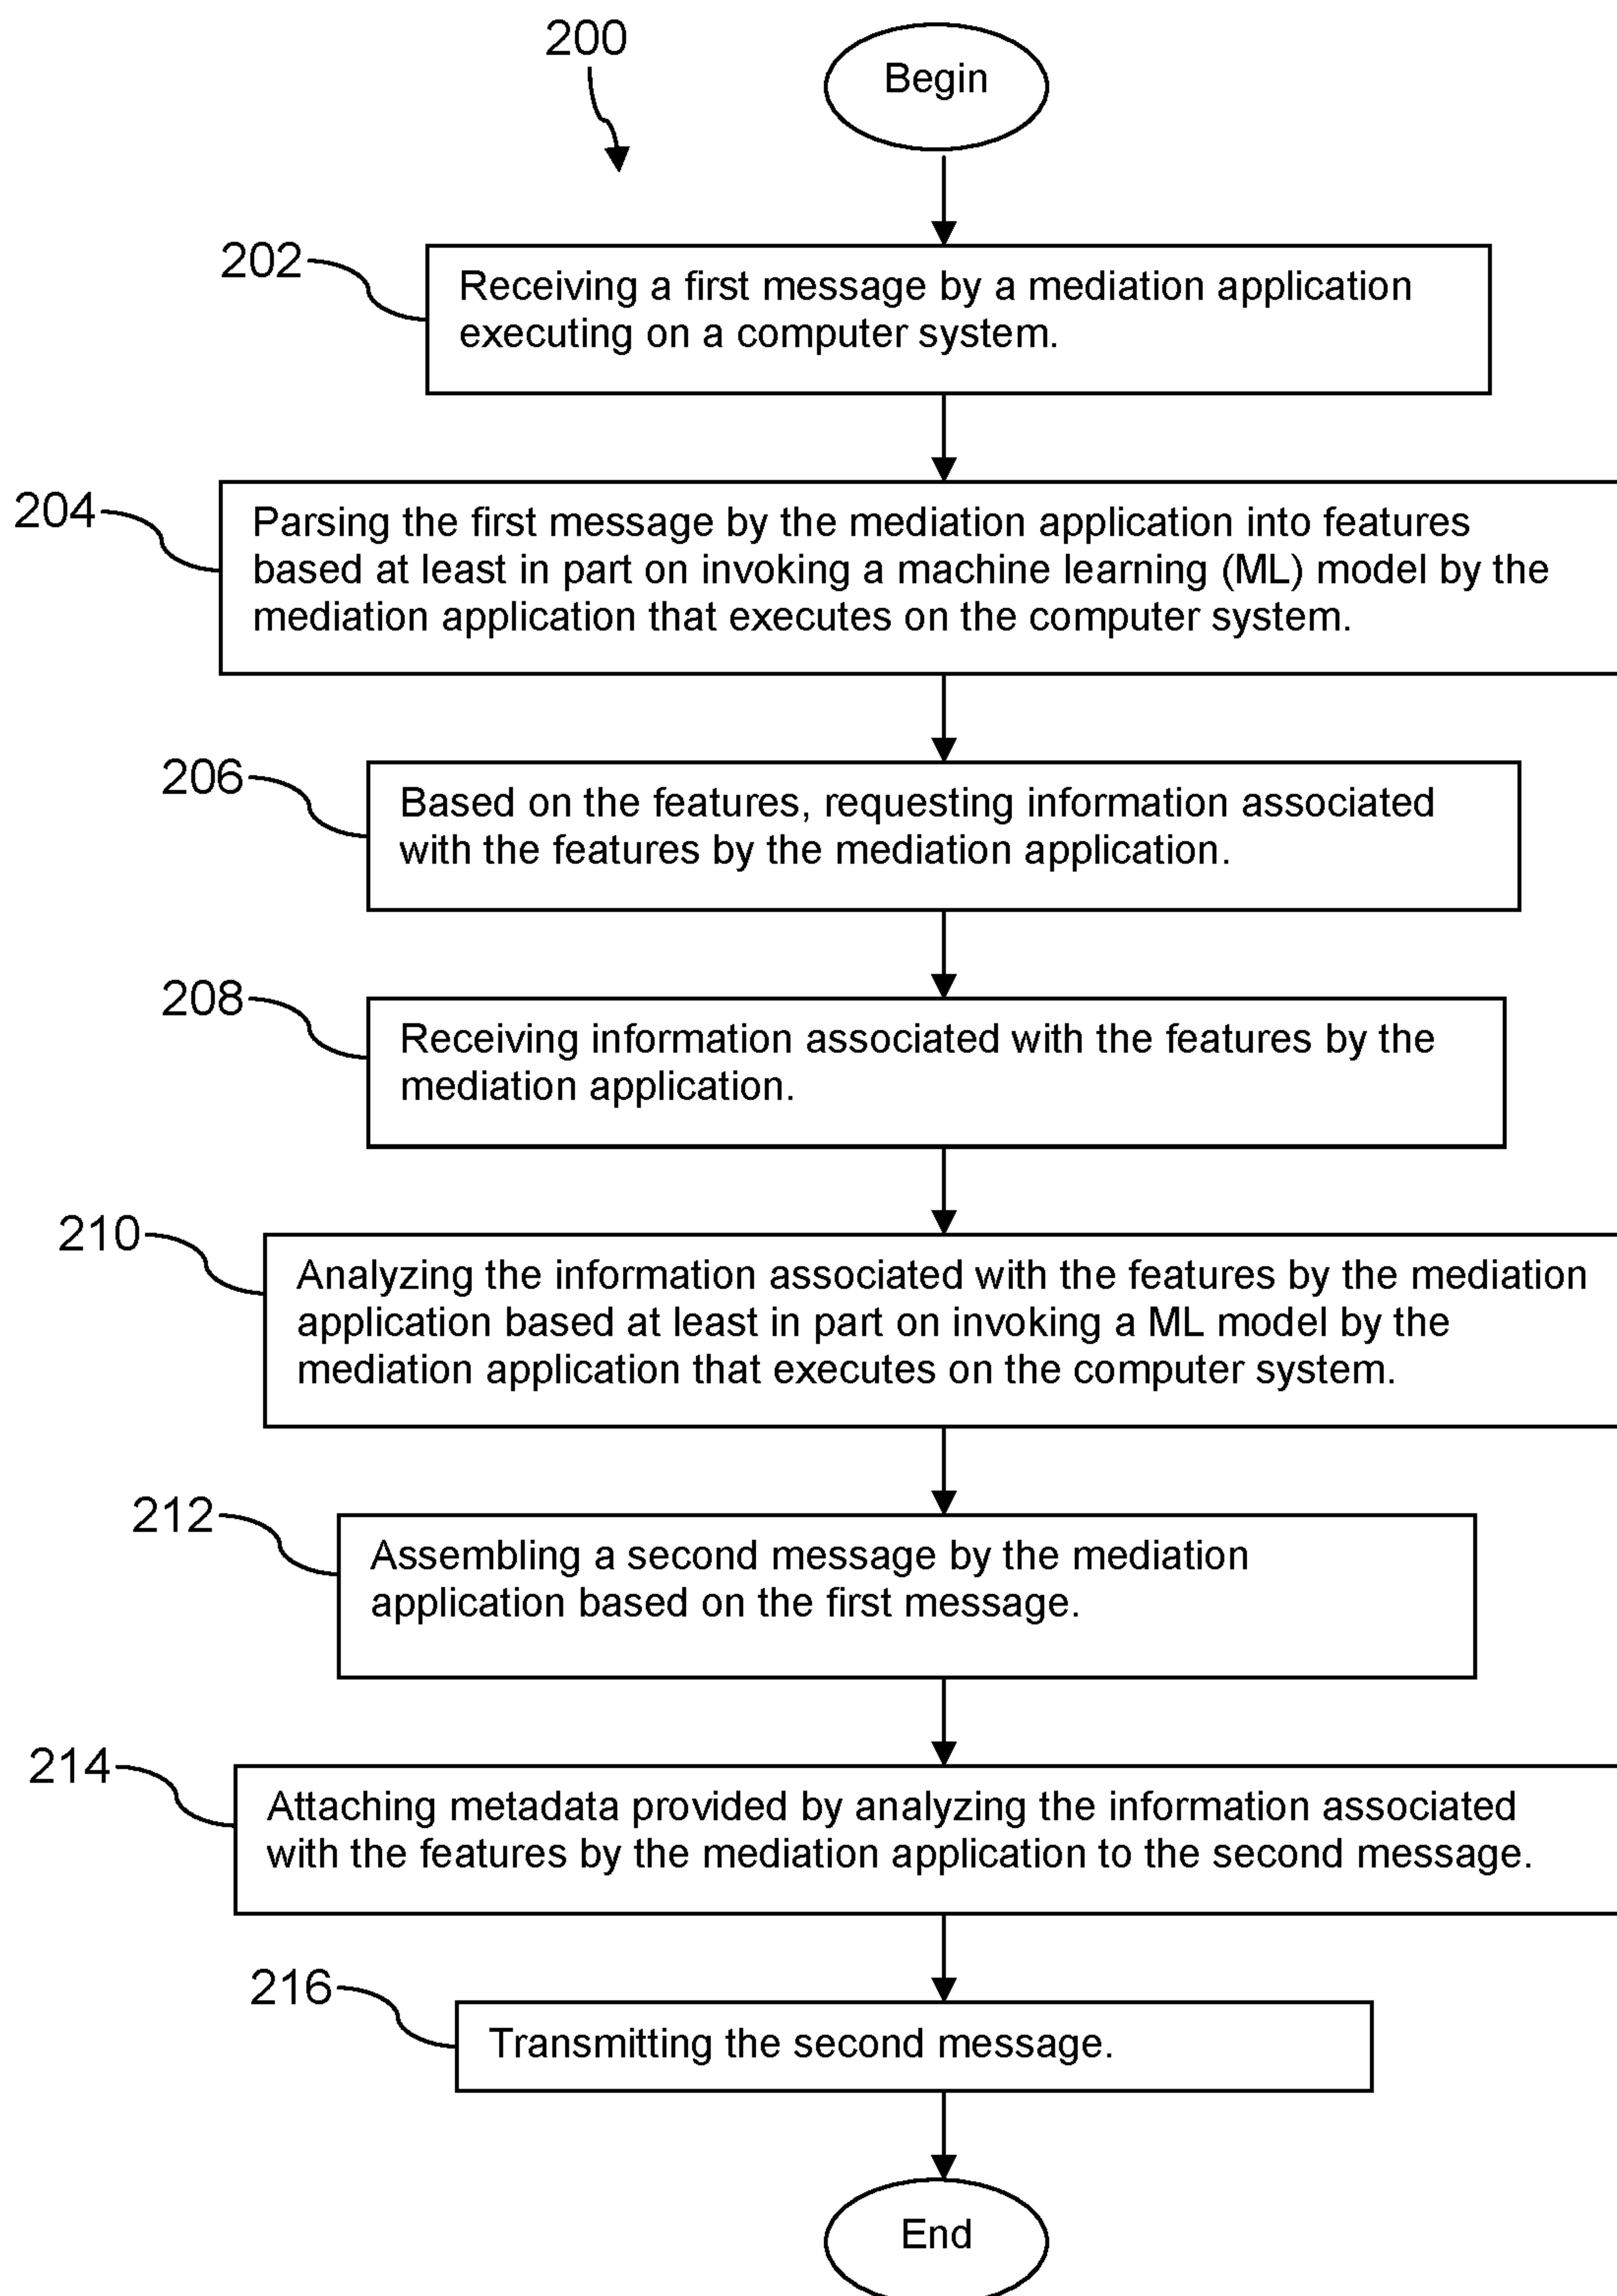 200
Begin
202
Receiving a first message by a mediation application
executing on a computer system.
204
Parsing the first message by the mediation application into features
based at least in part on invoking a machine learning (ML) model by the
mediation application that executes on the computer system.
206
Based on the features, requesting information associated
with the features by the mediation application.
208
Receiving information associated with the features by the
mediation application.
210
Analyzing the information associated with the features by the mediation
application based at least in part on invoking a ML model by the
mediation application that executes on the computer system.
212
Assembling a second message by the mediation
application based on the first message.
214
Attaching metadata provided by analyzing the information associated
with the features by the mediation application to the second message.
216
Transmitting the second message.
End